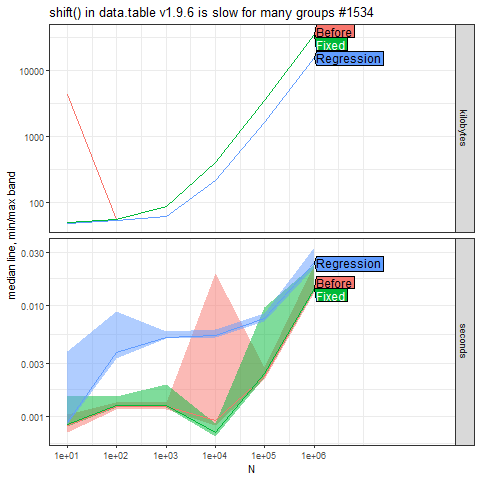 shift() in data.table v1.9.6 is slow for many groups #1534
Before
Fixed
Regression
10000
1000
100
kilobytes
median line, min/max band
0.030
0.010
0.003
0.001
Regression
Before
Fixed
seconds
1e+01
1e+02
1e+03
1e+04
1e+05
1e+06
N